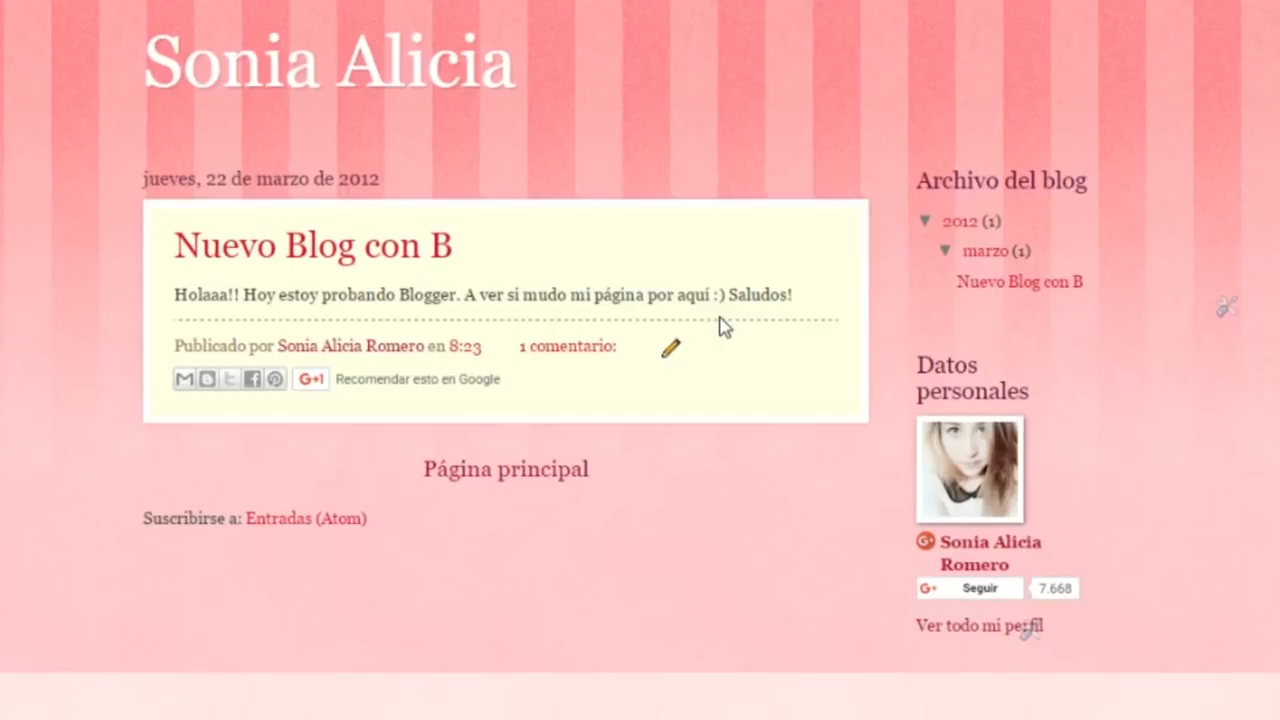 Sonia Alicia
jueves, 22 de marzo de 2012
Nuevo Blog con B
Holaaa!! Hoy estoy probando Blogger. A ver si mudo mi página por aquí :) Saludos!
Publicado por Sonia Alicia Romero en 8:23 1 comentario:
G+1 Recomendar esto en Google
Página principal
Suscribirse a: Entradas (Atom)
Archivo del blog
▼ 2012 (1)
▼ marzo (1)
Nuevo Blog con B
Datos
personales
G+ Sonia Alicia
Romero
G+ Seguir 7.668
Ver todo mi perfil